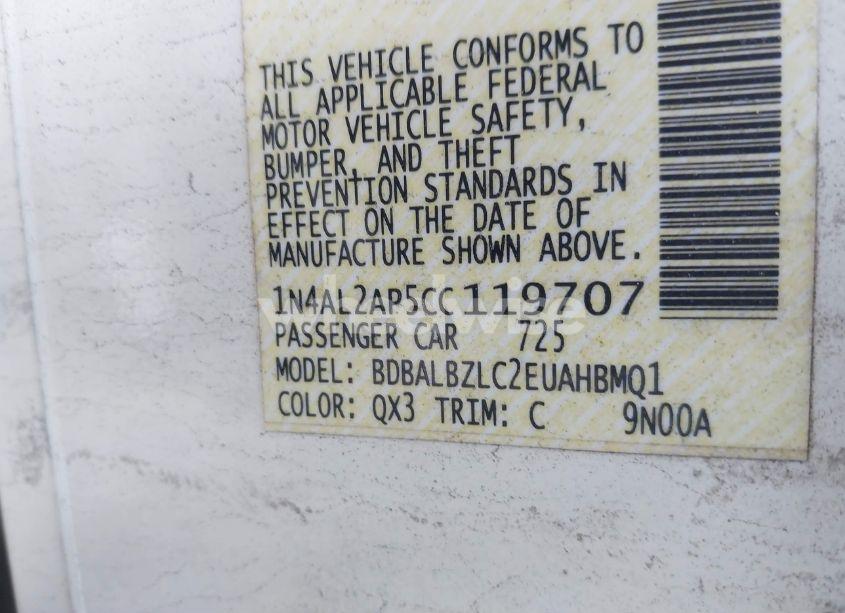 THIS VEHICLE CONFORMS TO
ALL APPLICABLE FEDERAL
MOTOR VEHICLE SAFETY,
BUMPER, AND THEFT
PREVENTION STANDARDS IN
EFFECT ON THE DATE OF
MANUFACTURE SHOWN ABOVE.
1N4AL2AP5CC119707
PASSENGER CAR 725
MODEL: BDBALBZLC2EUAHBMQ1
COLOR: QX3 TRIM: C 9N00A